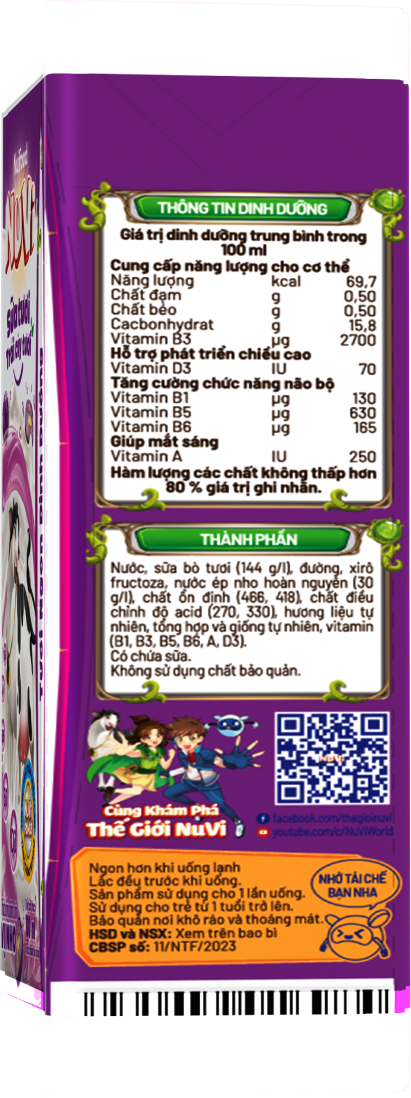 NuVi
sữa tươi
trái cây tươi
THÔNG TIN DINH DƯỠNG
Giá trị dinh dưỡng trung bình trong
100 ml
Cung cấp năng lượng cho cơ thể
Năng lượng kcal 69,7
Chất đạm g 0,50
Chất béo g 0,50
Cacbonhydrat g 15,8
Vitamin B3 µg 2700
Hỗ trợ phát triển chiều cao
Vitamin D3 IU 70
Tăng cường chức năng não bộ
Vitamin B1 µg 130
Vitamin B5 µg 630
Vitamin B6 µg 165
Giúp mắt sáng
Vitamin A IU 250
Hàm lượng các chất không thấp hơn
80 % giá trị ghi nhãn.
THÀNH PHẦN
Nước, sữa bò tươi (144 g/l), đường, xirô
fructoza, nước ép nho hoàn nguyên (30
g/l), chất ổn định (466, 418), chất điều
chỉnh độ acid (270, 330), hương liệu tự
nhiên, tổng hợp và giống tự nhiên, vitamin
(B1, B3, B5, B6, A, D3).
Có chứa sữa.
Không sử dụng chất bảo quản.
NuVi
Cùng Khám Phá
Thế Giới NuVi
facebook.com/thegioinuvi
youtube.com/c/NuViWorld
Ngon hơn khi uống lạnh
Lắc đều trước khi uống.
Sản phẩm sử dụng cho 1 lần uống.
Sử dụng cho trẻ từ 1 tuổi trở lên.
Bảo quản nơi khô ráo và thoáng mát.
HSD và NSX: Xem trên bao bì
CBSP số: 11/NTF/2023
NHỚ TÁI CHẾ
BẠN NHA